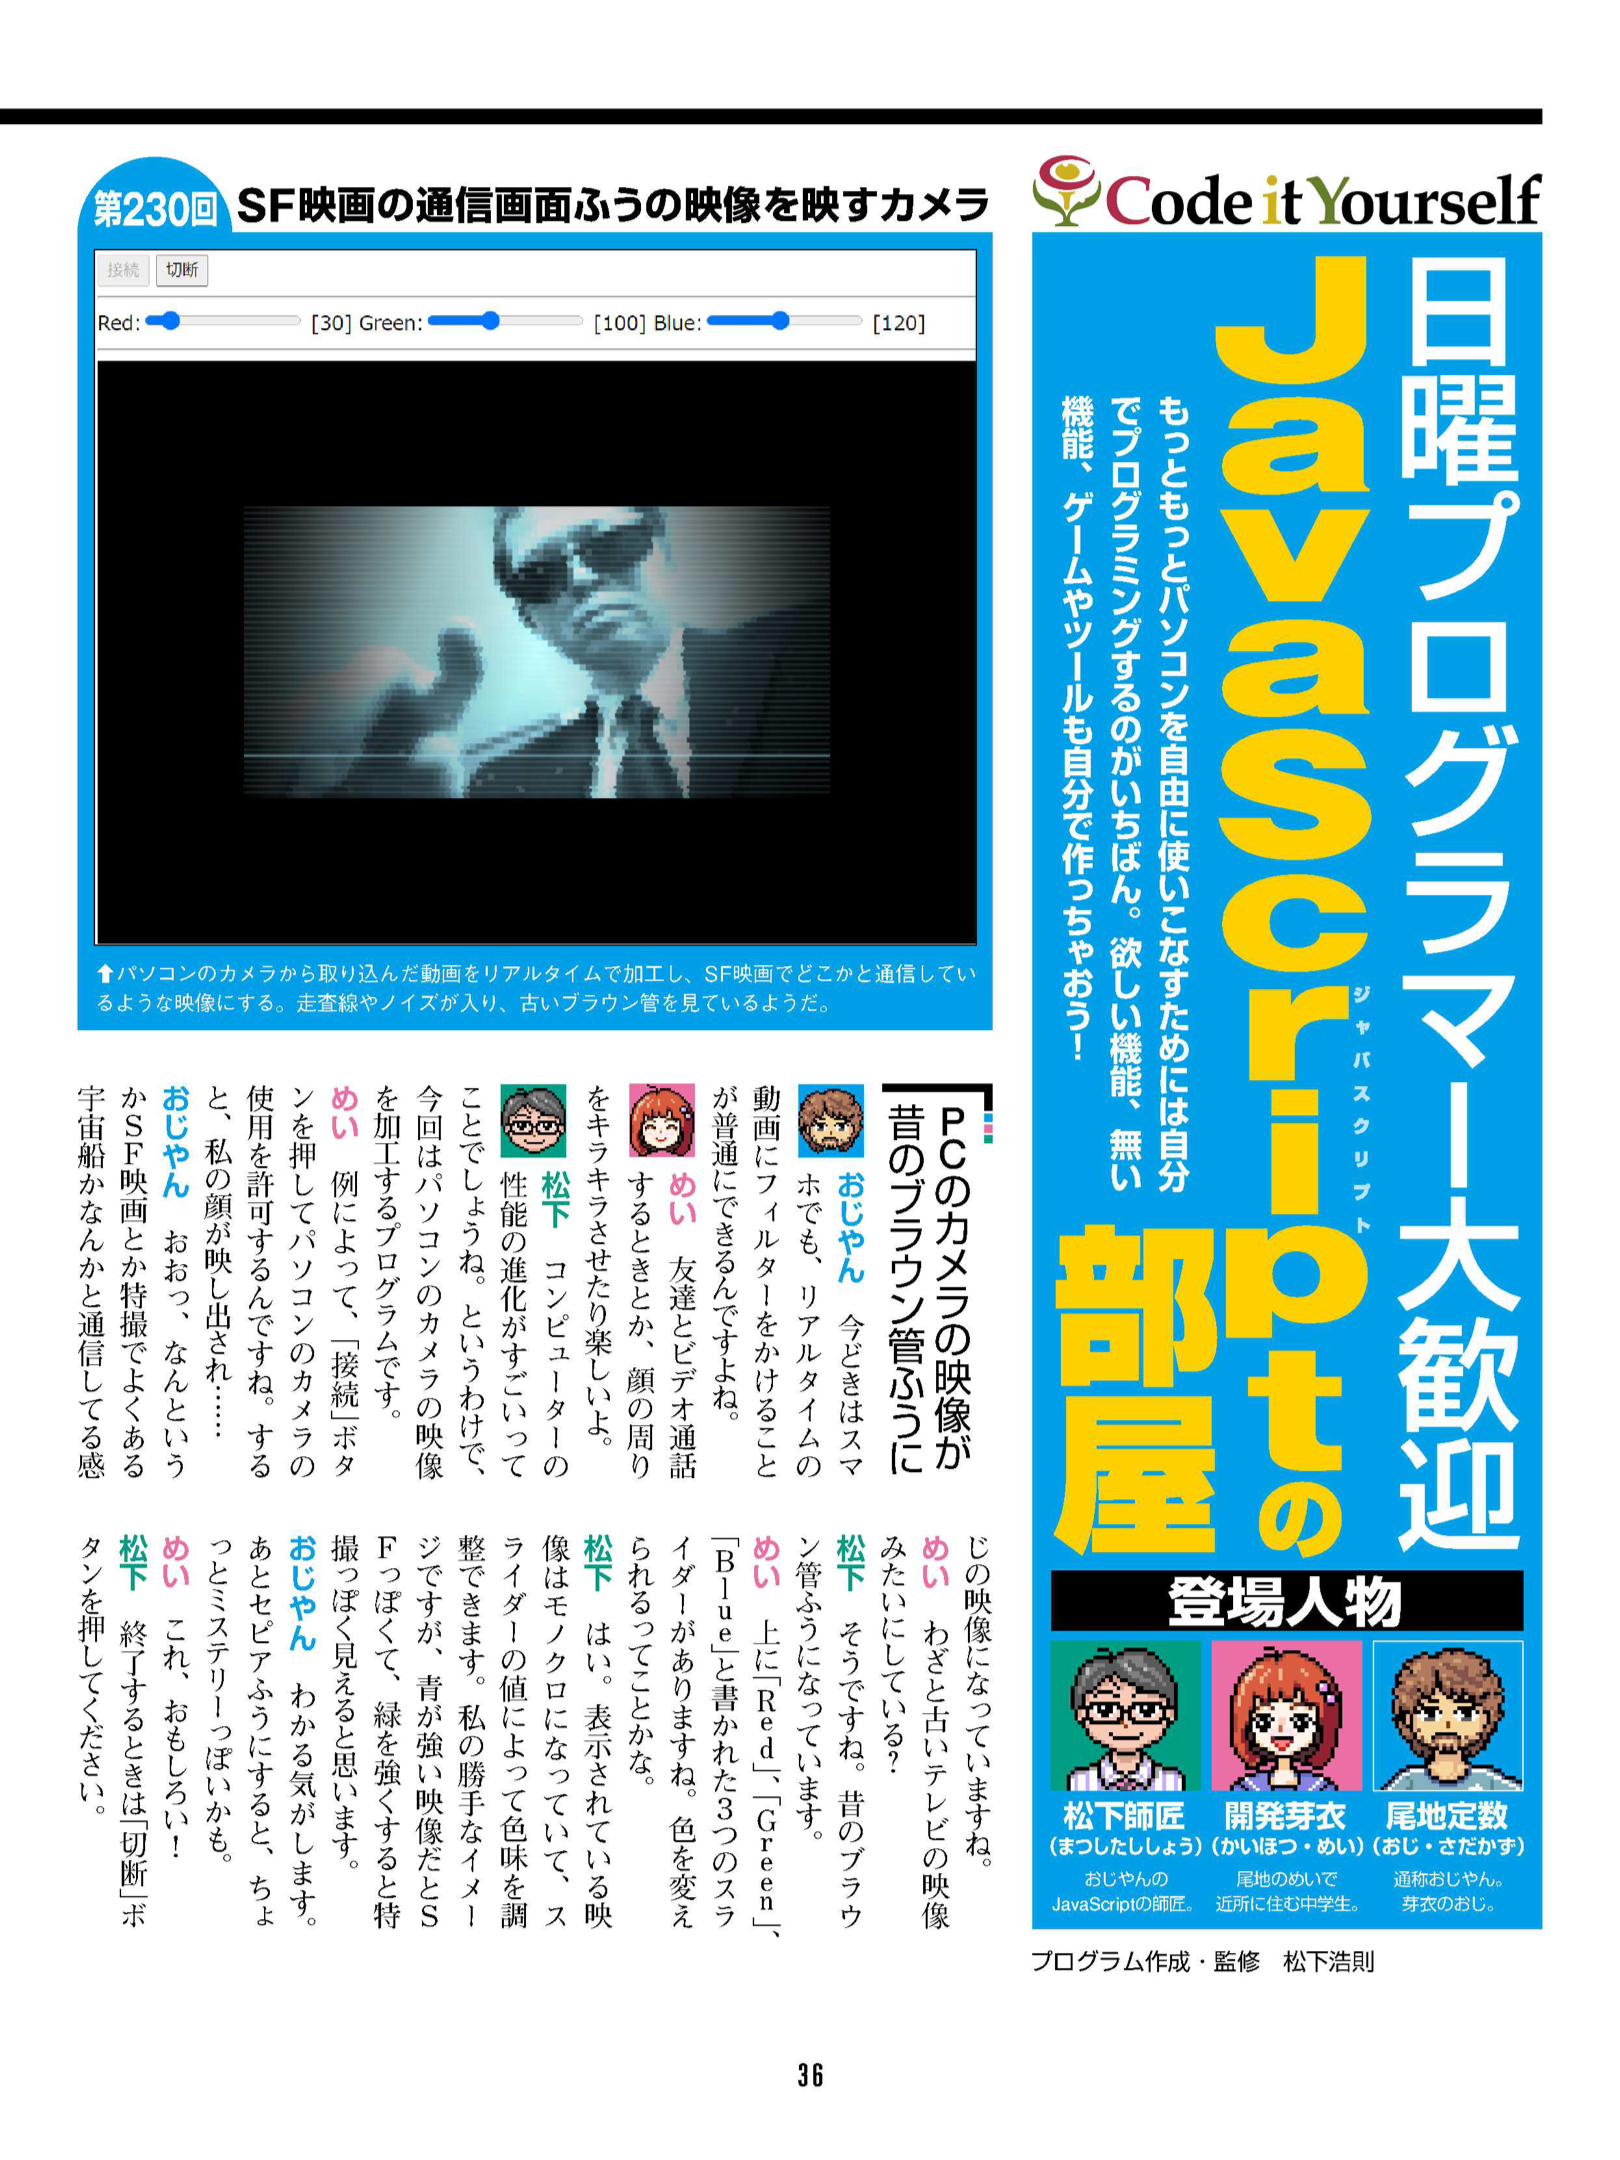 Code it Yourself
日曜プログラマー大歓迎
JavaScriptの
ジャバスクリプト
部屋
もっともっとパソコンを自由に使いこなすためには自分
でプログラミングするのがいちばん。欲しい機能、無い
機能、ゲームやツールも自分で作っちゃおう！
登場人物
松下師匠
(まつしたししょう)
おじやんの
JavaScriptの師匠。
開発芽衣
(かいほつ・めい)
尾地のめいで
近所に住む中学生。
尾地定数
(おじ・さだかず)
通称おじやん。
芽衣のおじ。
プログラム作成・監修　松下浩則
第230回
SF映画の通信画面ふうの映像を映すカメラ
接続 切断
Red: [30] Green: [100] Blue: [120]
⬆パソコンのカメラから取り込んだ動画をリアルタイムで加工し、SF映画でどこかと通信してい
るような映像にする。走査線やノイズが入り、古いブラウン管を見ているようだ。
PCのカメラの映像が
昔のブラウン管ふうに
おじやん　今どきはスマ
ホでも、リアルタイムの
動画にフィルターをかけること
が普通にできるんですよね。
めい　友達とビデオ通話
するときとか、顔の周り
をキラキラさせたり楽しいよ。
松下　コンピューターの
性能の進化がすごいって
ことでしょうね。というわけで、
今回はパソコンのカメラの映像
を加工するプログラムです。
めい　例によって、「接続」ボタ
ンを押してパソコンのカメラの
使用を許可するんですね。する
と、私の顔が映し出され……
おじやん　おおっ、なんという
かSF映画とか特撮でよくある
宇宙船かなんかと通信してる感
じの映像になっていますね。
めい　わざと古いテレビの映像
みたいにしている？
松下　そうですね。昔のブラウ
ン管ふうになっています。
めい　上に「Red」、「Green」、
「Blue」と書かれた3つのスラ
イダーがありますね。色を変え
られるってことかな。
松下　はい。表示されている映
像はモノクロになっていて、ス
ライダーの値によって色味を調
整できます。私の勝手なイメー
ジですが、青が強い映像だとS
Fっぽくて、緑を強くすると特
撮っぽく見えると思います。
おじやん　わかる気がします。
あとセピアふうにすると、ちょ
っとミステリーっぽいかも。
めい　これ、おもしろい！
松下　終了するときは「切断」ボ
タンを押してください。
36